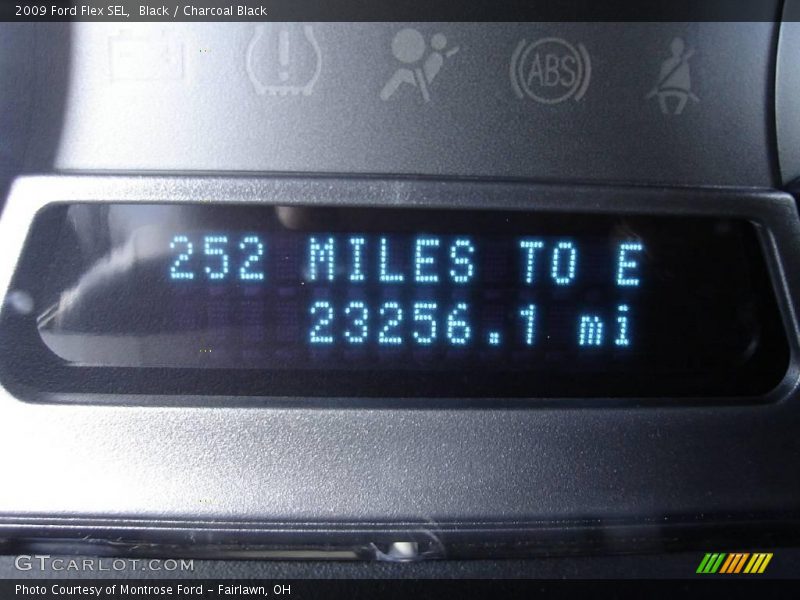 2009 Ford Flex SEL,  Black / Charcoal Black
ABS
252 MILES TO E
23256.1 mi
GTCARLOT.COM
Photo Courtesy of Montrose Ford - Fairlawn, OH